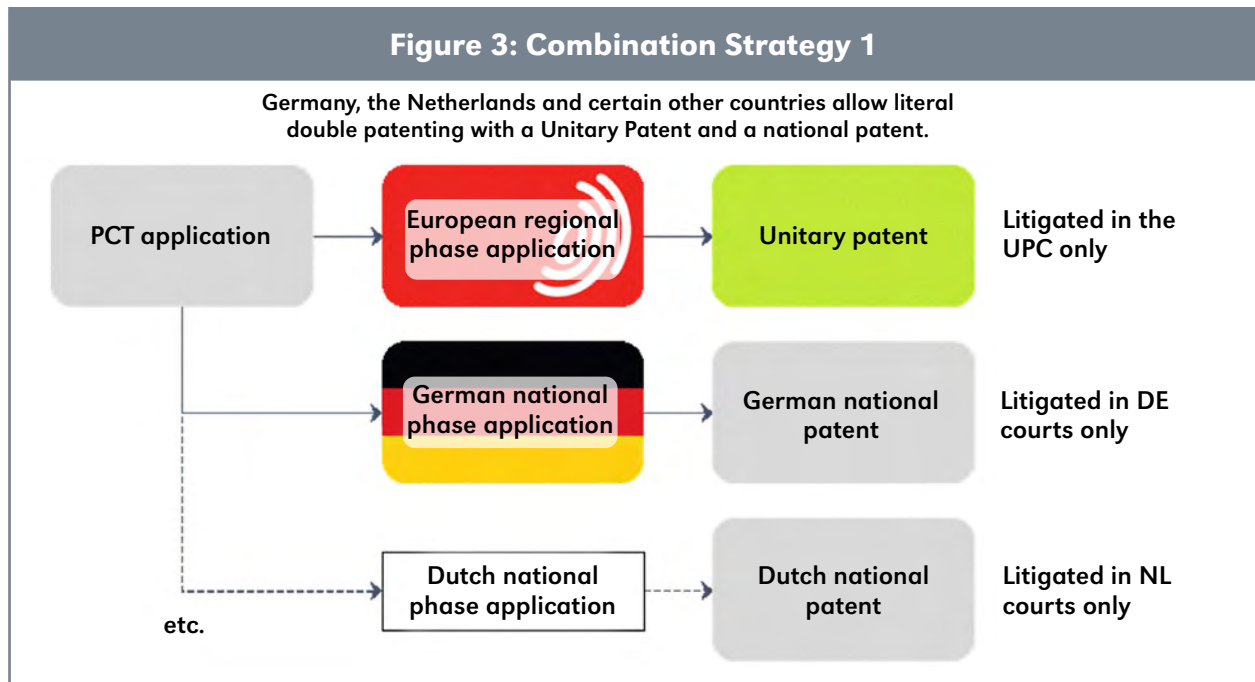 Figure 3: Combination Strategy 1
Germany, the Netherlands and certain other countries allow literal
double patenting with a Unitary Patent and a national patent.
PCT application
European regional
phase application
Unitary patent
Litigated in the
UPC only
German national
phase application
German national
patent
Litigated in DE
courts only
etc.
Dutch national
phase application
Dutch national
patent
Litigated in NL
courts only